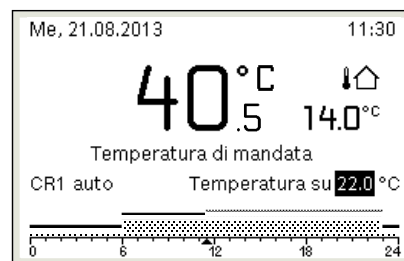 Me, 21.08.2013 11:30
40.5 °C
14.0°C
Temperatura di mandata
CR1 auto Temperatura su 22.0 °C
0 6 12 18 24